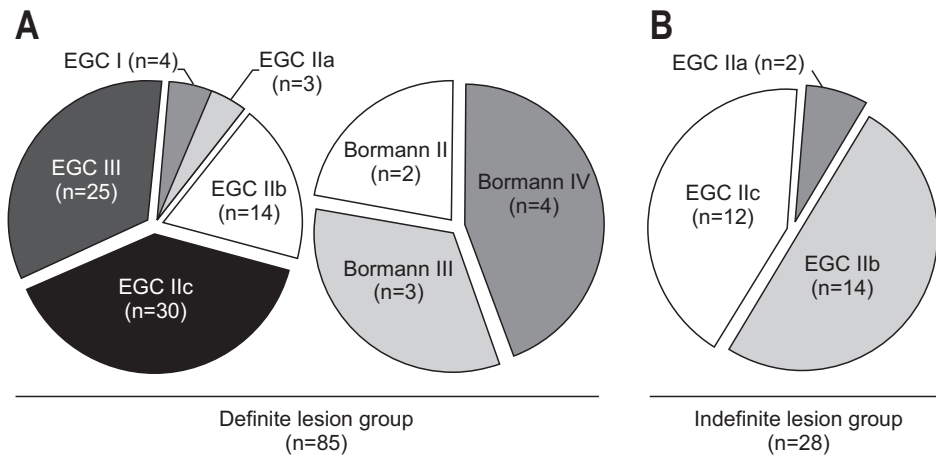 A
EGC I (n=4)
EGC IIa
(n=3)
EGC III
(n=25)
EGC IIb
(n=14)
EGC IIc
(n=30)
Bormann II
(n=2)
Bormann IV
(n=4)
Bormann III
(n=3)
Definite lesion group
(n=85)
B
EGC IIa (n=2)
EGC IIc
(n=12)
EGC IIb
(n=14)
Indefinite lesion group
(n=28)